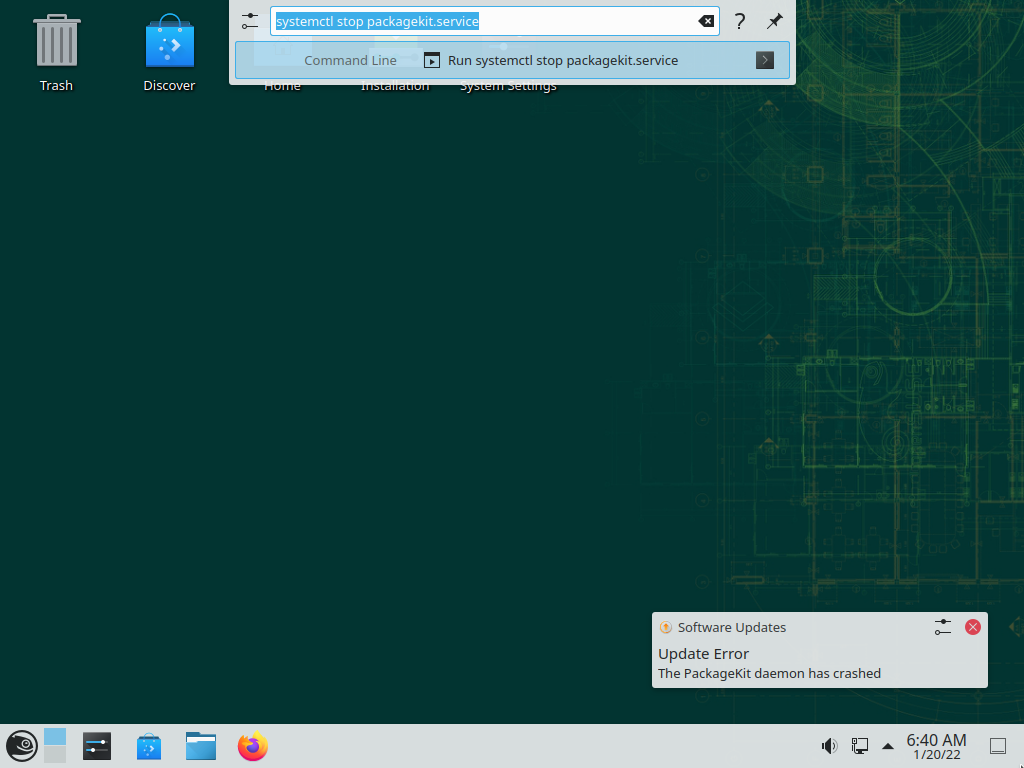 systemctl stop packagekit.service
?
Command Line
Run systemctl stop packagekit.service
Trash
Discover
Home
Installation
System Settings
Software Updates
Update Error
The PackageKit daemon has crashed
6:40 AM
1/20/22